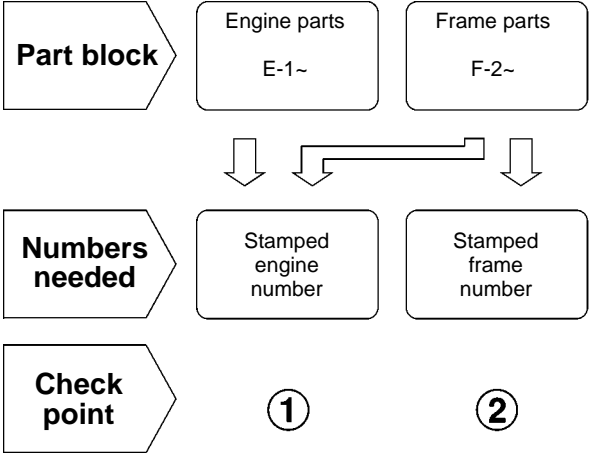 Part block
Engine parts
E-1~
Frame parts
F-2~
Numbers
needed
Stamped
engine
number
Stamped
frame
number
Check
point
①
②